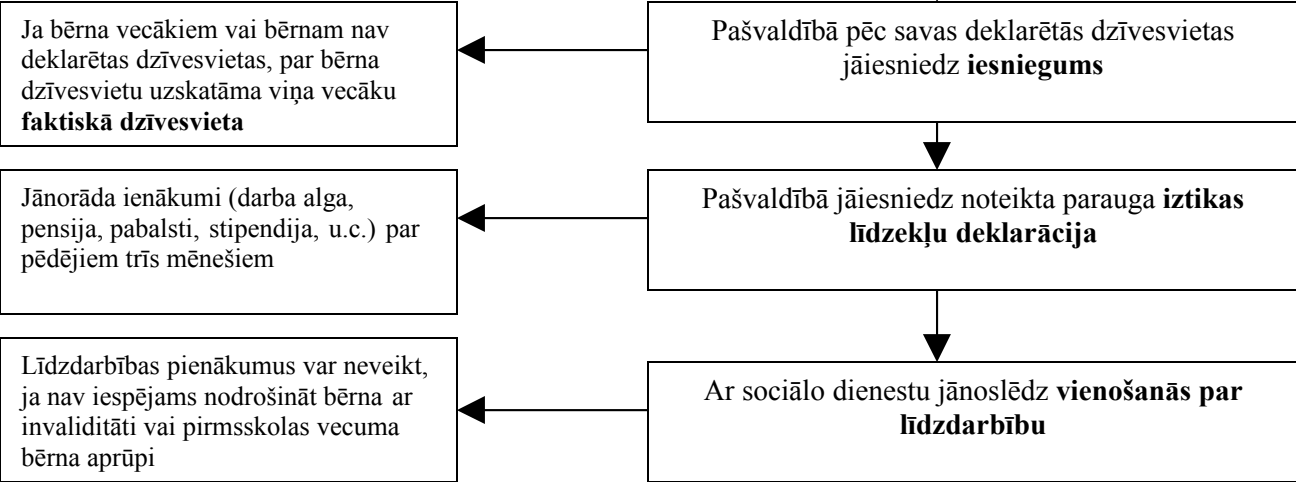 Ja bērna vecākiem vai bērnam nav
deklarētas dzīvesvietas, par bērna
dzīvesvietu uzskatāma viņa vecāku
faktiskā dzīvesvieta
Pašvaldībā pēc savas deklarētās dzīvesvietas
jāiesniedz iesniegums
Jānorāda ienākumi (darba alga,
pensija, pabalsti, stipendija, u.c.) par
pēdējiem trīs mēnešiem
Pašvaldībā jāiesniedz noteikta parauga iztikas
līdzekļu deklarācija
Līdzdarbības pienākumus var neveikt,
ja nav iespējams nodrošināt bērna ar
invaliditāti vai pirmsskolas vecuma
bērna aprūpi
Ar sociālo dienestu jānoslēdz vienošanās par
līdzdarbību